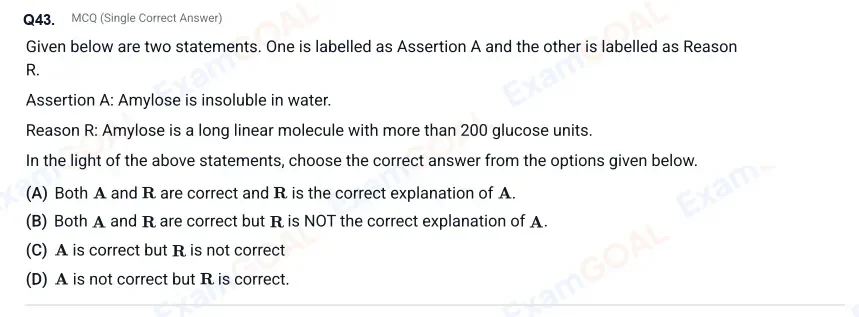 Q43. MCQ (Single Correct Answer)
Given below are two statements. One is labelled as Assertion A and the other is labelled as Reason
R.
Assertion A: Amylose is insoluble in water.
Reason R: Amylose is a long linear molecule with more than 200 glucose units.
In the light of the above statements, choose the correct answer from the options given below.
(A) Both A and R are correct and R is the correct explanation of A.
(B) Both A and R are correct but R is NOT the correct explanation of A.
(C) A is correct but R is not correct
(D) A is not correct but R is correct.